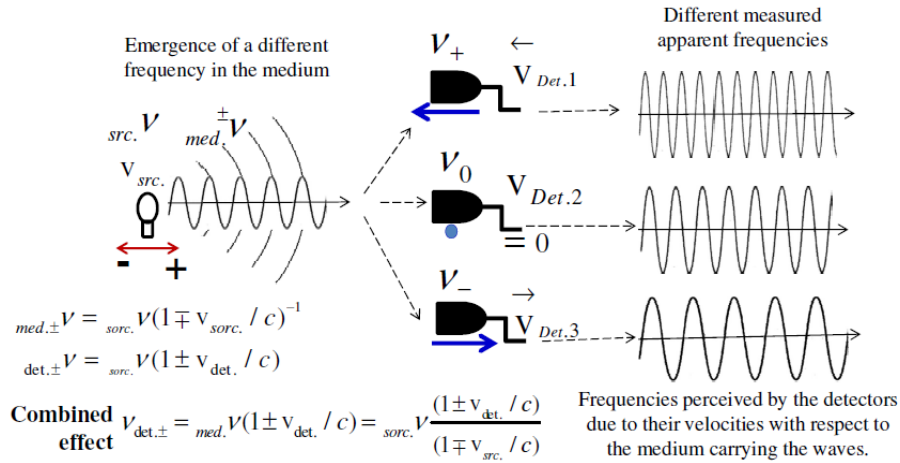 Emergence of a different
frequency in the medium
src. ν
med. ± ν
V src.
- +
ν+ ←
V Det.1
ν0
V Det.2
= 0
ν− →
V Det.3
Different measured
apparent frequencies
med.± ν = sorc. ν(1 ∓ v sorc. / c)⁻¹
det.± ν = sorc. ν(1 ± v det. / c)
Combined
effect
ν det.± = med. ν(1 ± v det. / c) = sorc. ν (1 ± v det. / c) / (1 ∓ v src. / c)
Frequencies perceived by the detectors
due to their velocities with respect to
the medium carrying the waves.